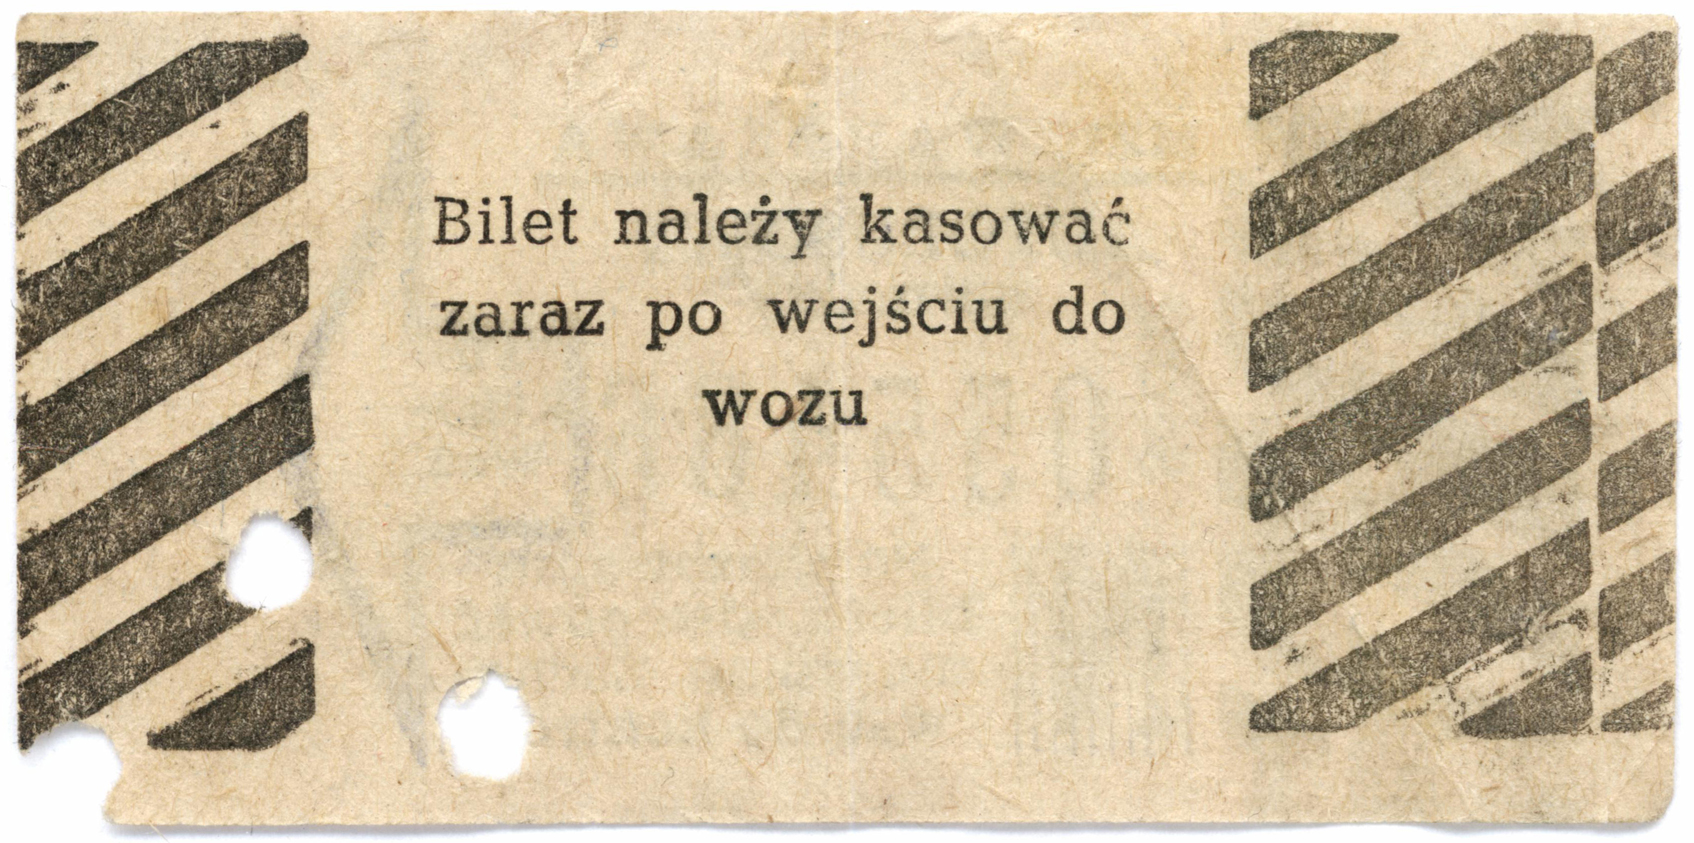 Bilet należy kasować
zaraz po wejściu do
wozu